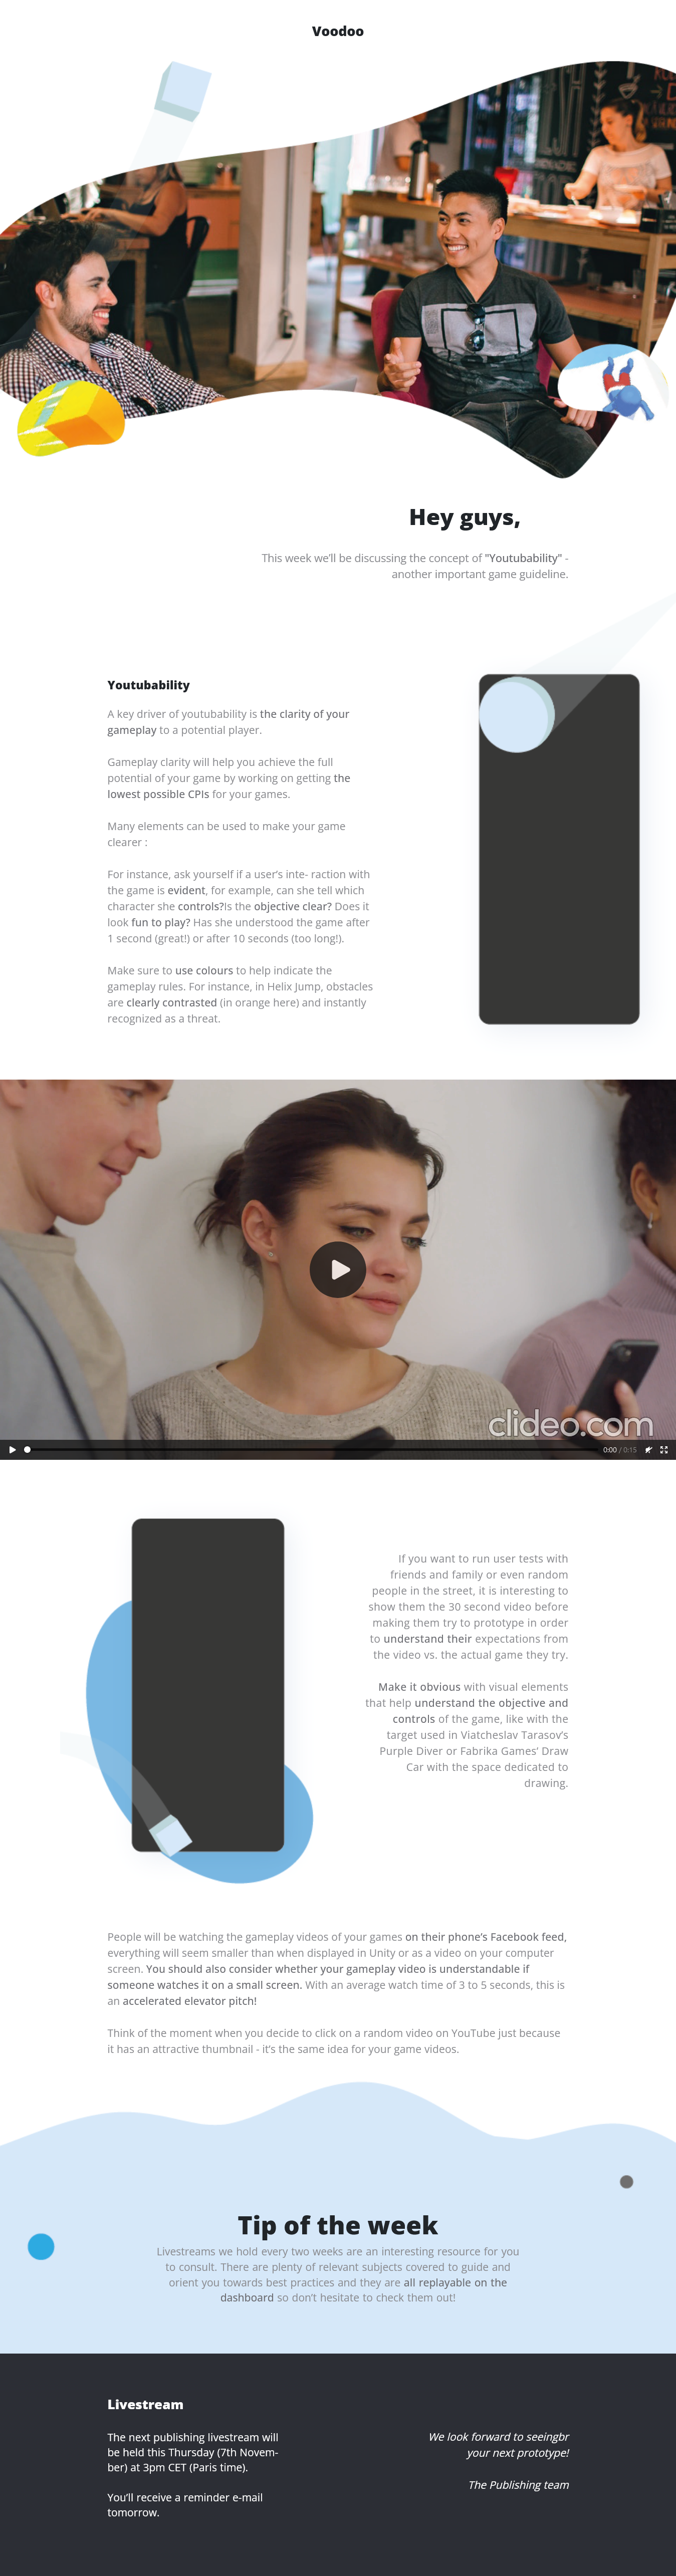 Voodoo
Hey guys,
This week we'll be discussing the concept of "Youtubability" -
another important game guideline.
Youtubability
A key driver of youtubability is the clarity of your
gameplay to a potential player.
Gameplay clarity will help you achieve the full
potential of your game by working on getting the
lowest possible CPIs for your games.
Many elements can be used to make your game
clearer :
For instance, ask yourself if a user's inte- raction with
the game is evident, for example, can she tell which
character she controls?Is the objective clear? Does it
look fun to play? Has she understood the game after
1 second (great!) or after 10 seconds (too long!).
Make sure to use colours to help indicate the
gameplay rules. For instance, in Helix Jump, obstacles
are clearly contrasted (in orange here) and instantly
recognized as a threat.
clideo.com
0:00 / 0:15
If you want to run user tests with
friends and family or even random
people in the street, it is interesting to
show them the 30 second video before
making them try to prototype in order
to understand their expectations from
the video vs. the actual game they try.
Make it obvious with visual elements
that help understand the objective and
controls of the game, like with the
target used in Viatcheslav Tarasov's
Purple Diver or Fabrika Games' Draw
Car with the space dedicated to
drawing.
People will be watching the gameplay videos of your games on their phone's Facebook feed,
everything will seem smaller than when displayed in Unity or as a video on your computer
screen. You should also consider whether your gameplay video is understandable if
someone watches it on a small screen. With an average watch time of 3 to 5 seconds, this is
an accelerated elevator pitch!
Think of the moment when you decide to click on a random video on YouTube just because
it has an attractive thumbnail - it's the same idea for your game videos.
Tip of the week
Livestreams we hold every two weeks are an interesting resource for you
to consult. There are plenty of relevant subjects covered to guide and
orient you towards best practices and they are all replayable on the
dashboard so don't hesitate to check them out!
Livestream
The next publishing livestream will
be held this Thursday (7th Novem-
ber) at 3pm CET (Paris time).
You'll receive a reminder e-mail
tomorrow.
We look forward to seeingbr
your next prototype!
The Publishing team